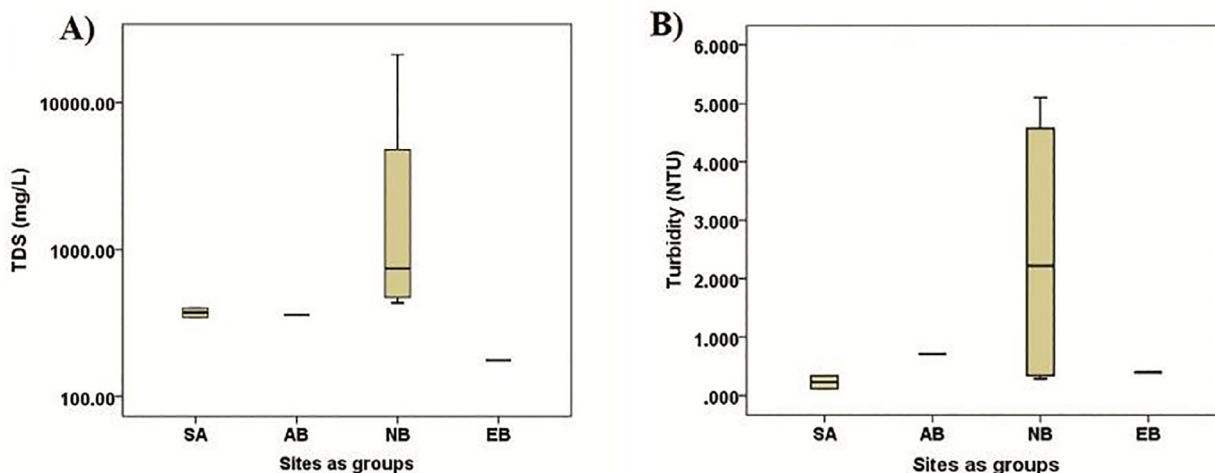 A)
10000.00
1000.00
100.00
TDS (mg/L)
SA AB NB EB
Sites as groups
B)
6.000
5.000
4.000
3.000
2.000
1.000
.000
Turbidity (NTU)
SA AB NB EB
Sites as groups